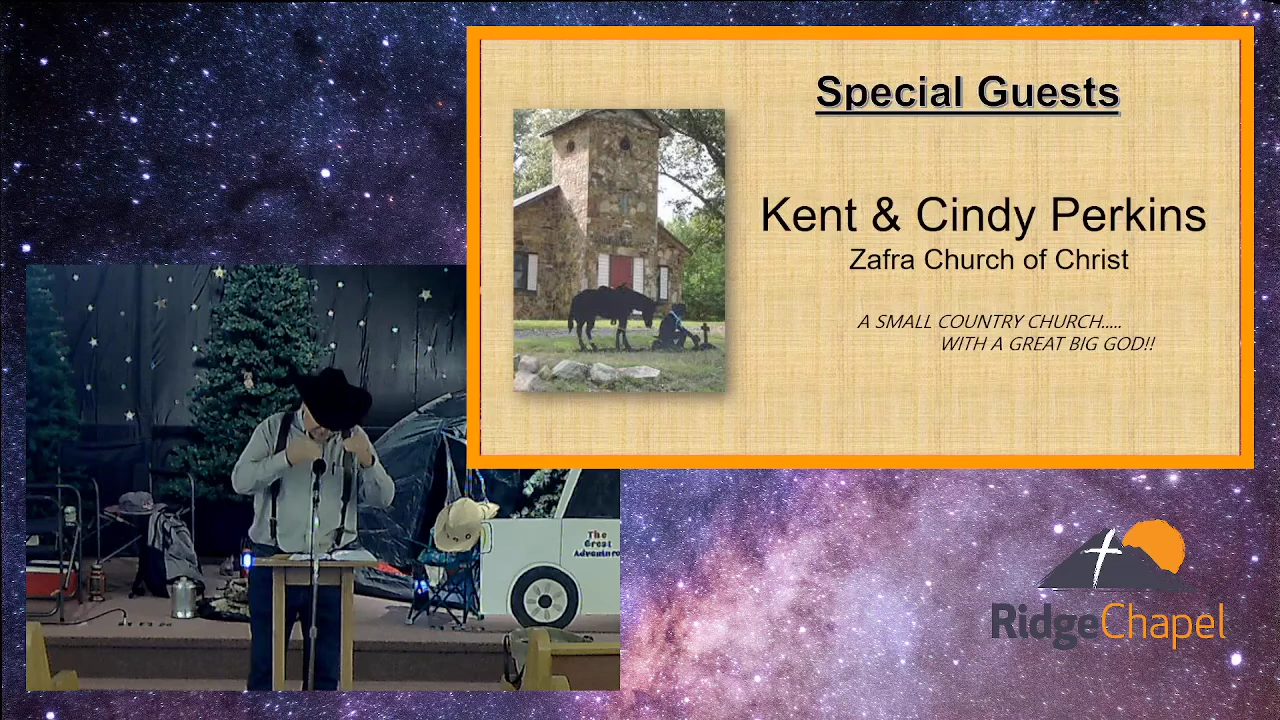 Special Guests
Kent & Cindy Perkins
Zafra Church of Christ
A SMALL COUNTRY CHURCH.....
WITH A GREAT BIG GOD!!
The
Great
Adventure
RidgeChapel